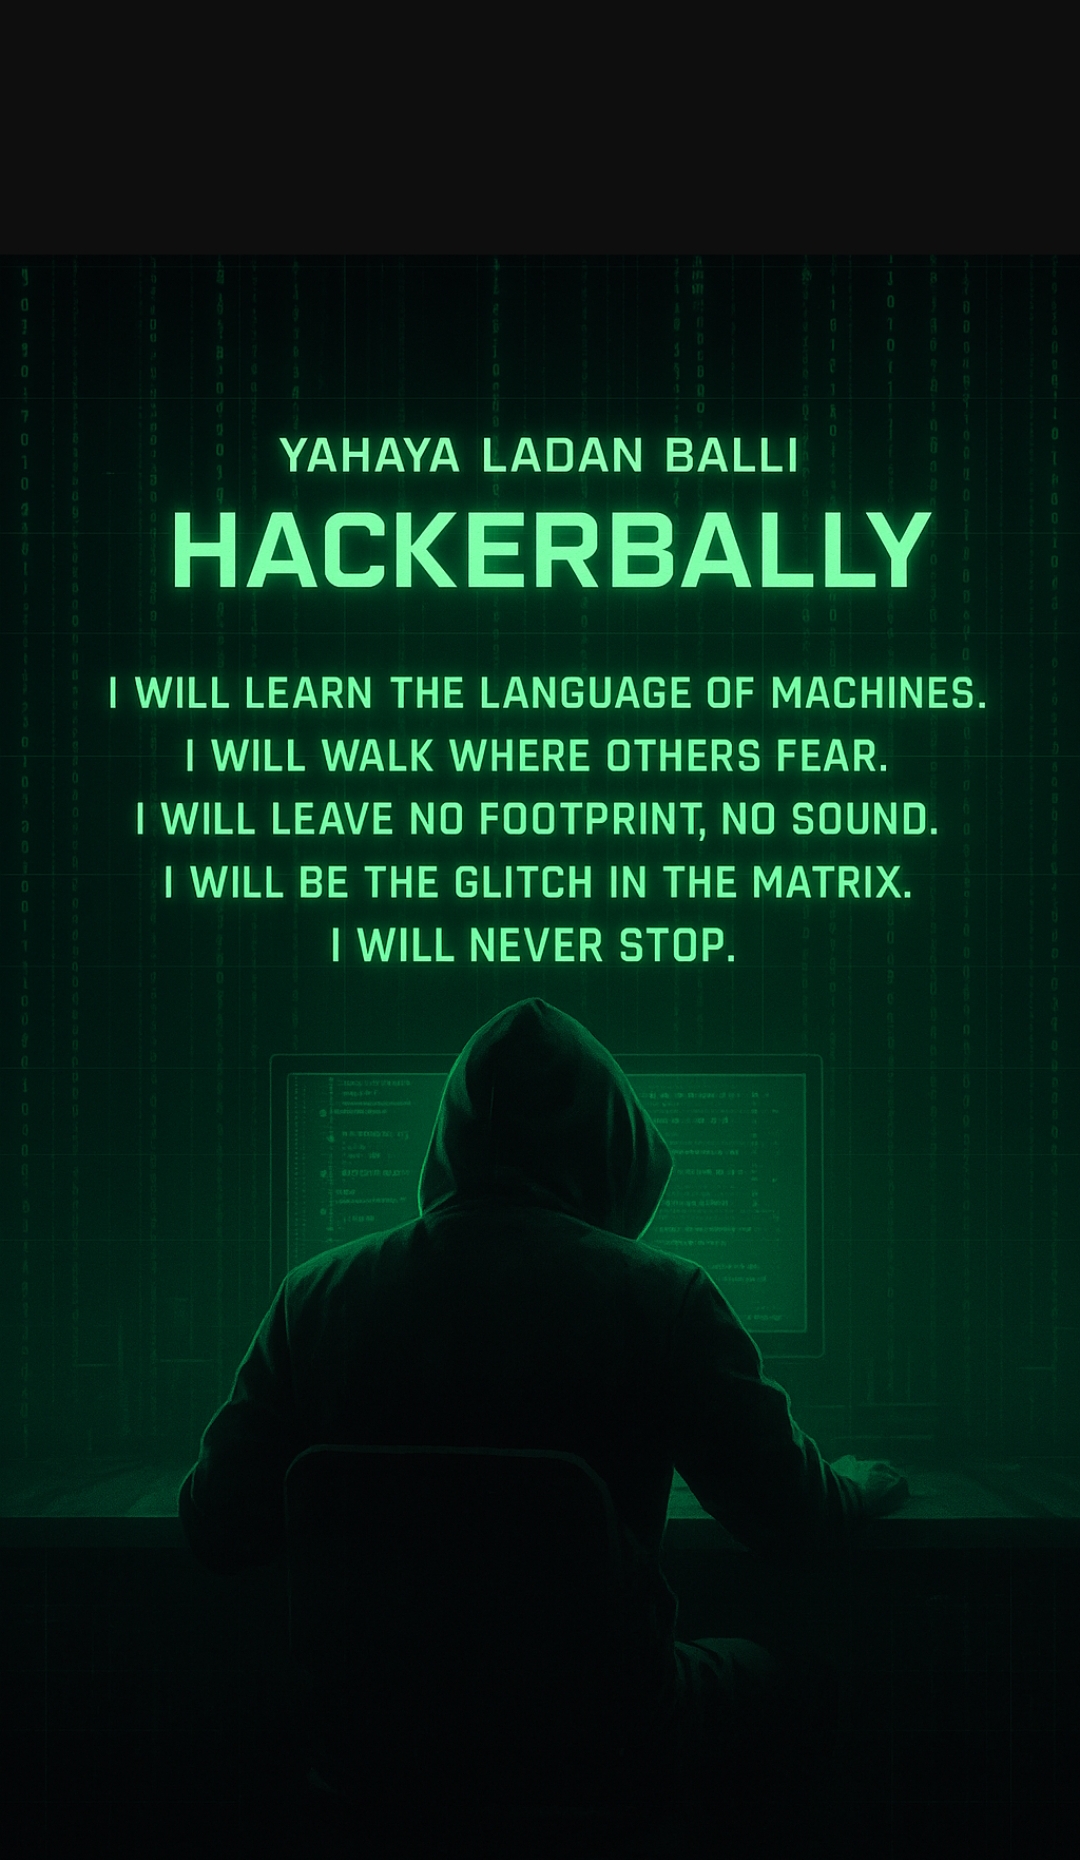 YAHAYA LADAN BALLI
HACKERBALLY
I WILL LEARN THE LANGUAGE OF MACHINES.
I WILL WALK WHERE OTHERS FEAR.
I WILL LEAVE NO FOOTPRINT, NO SOUND.
I WILL BE THE GLITCH IN THE MATRIX.
I WILL NEVER STOP.